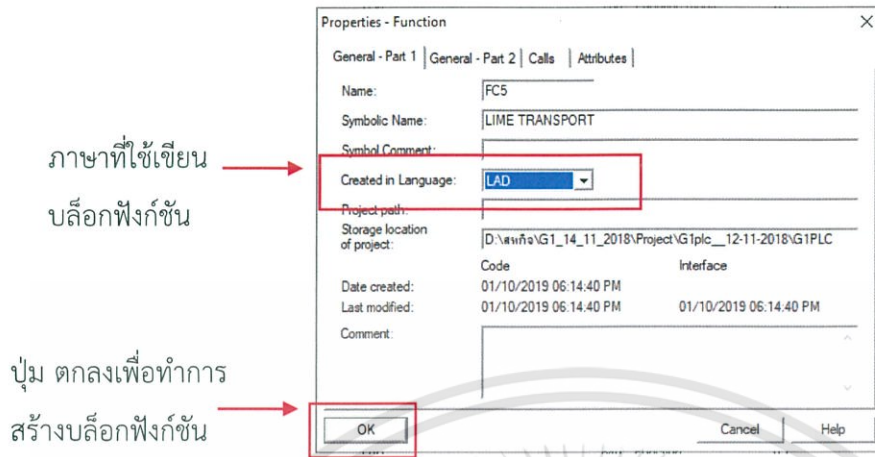 Properties - Function
General - Part 1 General - Part 2 Calls Attributes
Name: FC5
Symbolic Name: LIME TRANSPORT
Symbol Comment:
ภาษาที่ใช้เขียน
บล็อกฟังก์ชัน
Created in Language: LAD
Project path:
Storage location
of project: D:\สหกิจ\G1_14_11_2018\Project\G1plc__12-11-2018\G1PLC
Code Interface
Date created: 01/10/2019 06:14:40 PM
Last modified: 01/10/2019 06:14:40 PM 01/10/2019 06:14:40 PM
Comment:
ปุ่ม ตกลงเพื่อทำการ
สร้างบล็อกฟังก์ชัน
OK Cancel Help